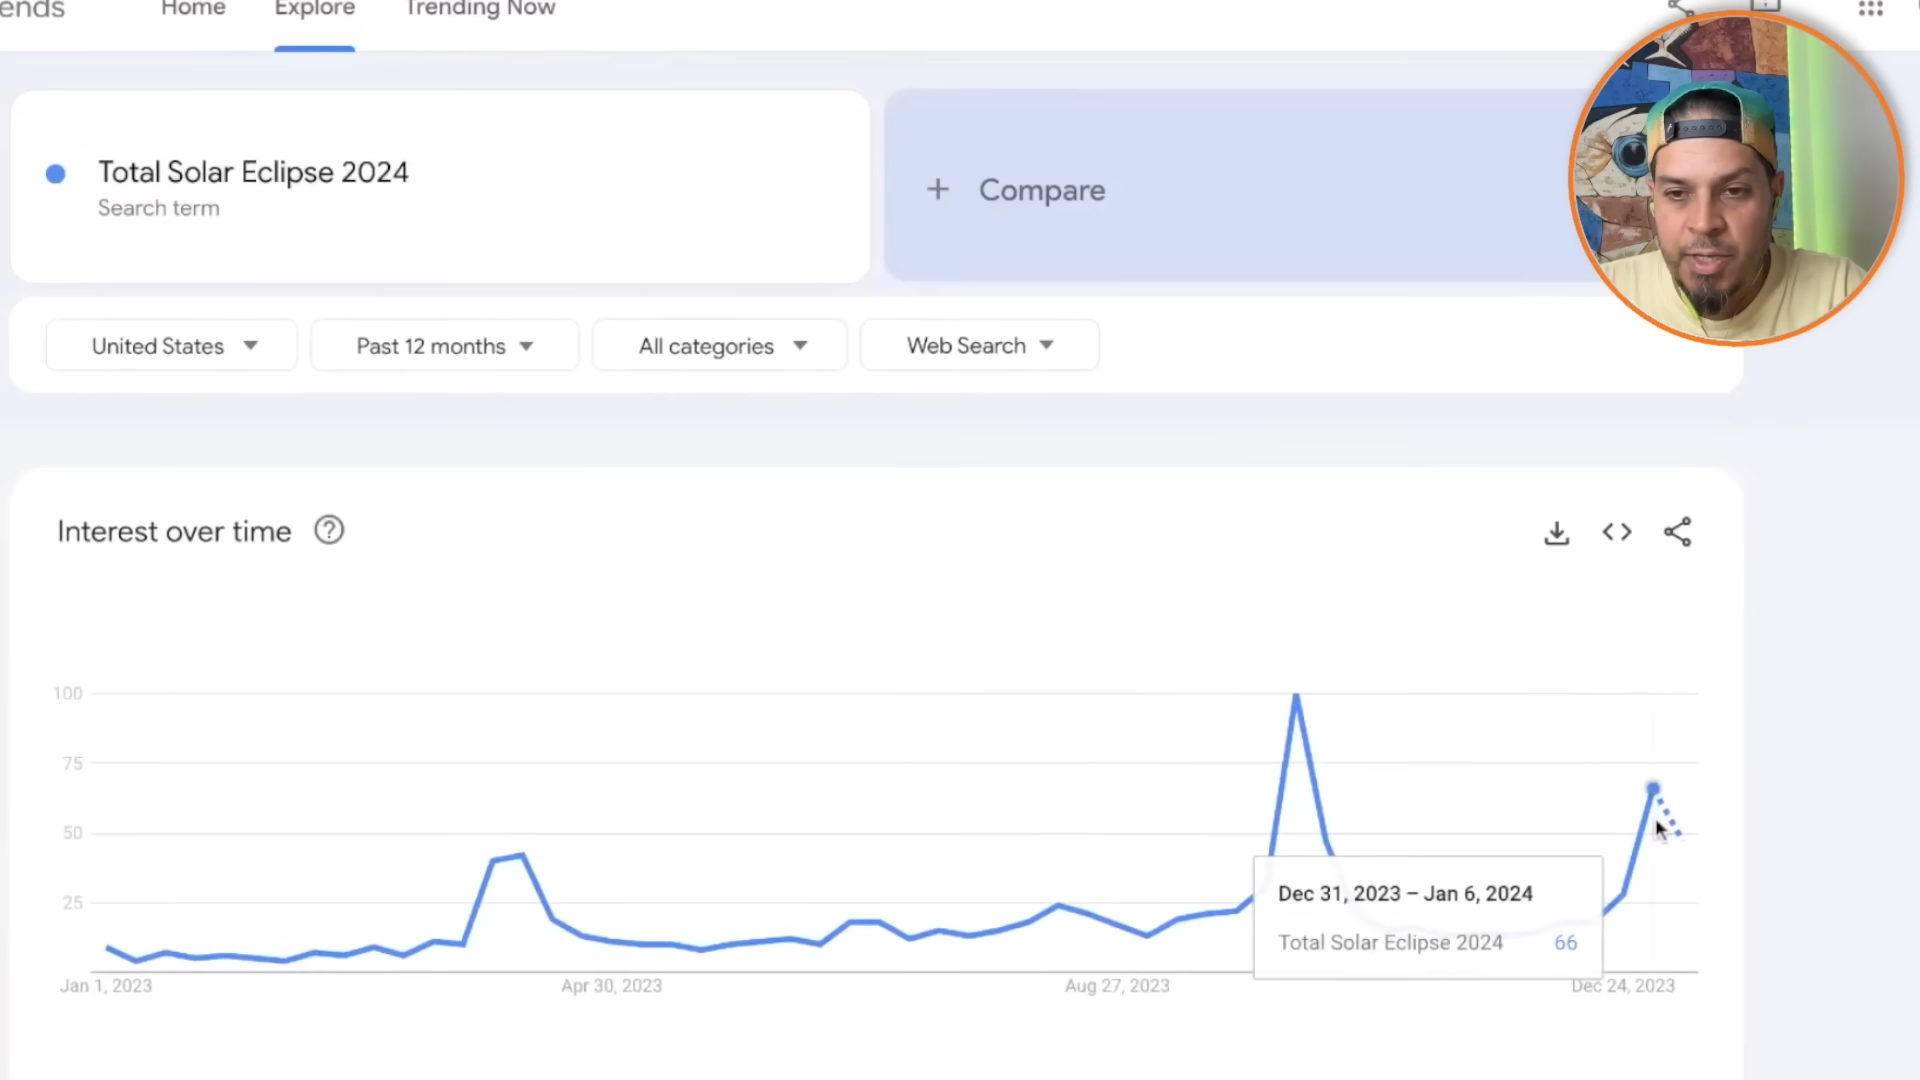 ends
Home
Explore
Trending Now
Total Solar Eclipse 2024
Search term
+ Compare
United States
Past 12 months
All categories
Web Search
Interest over time ?
100
75
50
25
Dec 31, 2023 – Jan 6, 2024
Total Solar Eclipse 2024 66
Jan 1, 2023
Apr 30, 2023
Aug 27, 2023
Dec 24, 2023